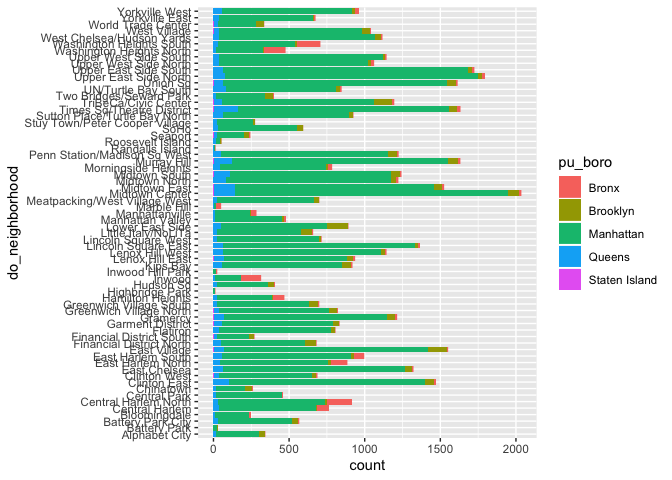 Yorkville West
Yorkville East
World Trade Center
West Village
West Chelsea/Hudson Yards
Washington Heights South
Washington Heights North
Upper West Side South
Upper West Side North
Upper East Side South
Upper East Side North
Union Sq
UN/Turtle Bay South
Two Bridges/Seward Park
TriBeCa/Civic Center
Times Sq/Theatre District
Sutton Place/Turtle Bay North
Stuy Town/Peter Cooper Village
SoHo
Seaport
Roosevelt Island
Randalls Island
Penn Station/Madison Sq West
Murray Hill
Morningside Heights
Midtown South
Midtown North
Midtown East
Midtown Center
Meatpacking/West Village West
Marble Hill
Manhattanville
Manhattan Valley
Lower East Side
Little Italy/NoLiTa
Lincoln Square West
Lincoln Square East
Lenox Hill West
Lenox Hill East
Kips Bay
Inwood Hill Park
Inwood
Hudson Sq
Highbridge Park
Hamilton Heights
Greenwich Village South
Greenwich Village North
Gramercy
Garment District
Flatiron
Financial District South
Financial District North
East Village
East Harlem South
East Harlem North
East Chelsea
Clinton West
Clinton East
Chinatown
Central Park
Central Harlem North
Central Harlem
Bloomingdale
Battery Park City
Battery Park
Alphabet City
do_neighborhood
0 500 1000 1500 2000
count
pu_boro
Bronx
Brooklyn
Manhattan
Queens
Staten Island